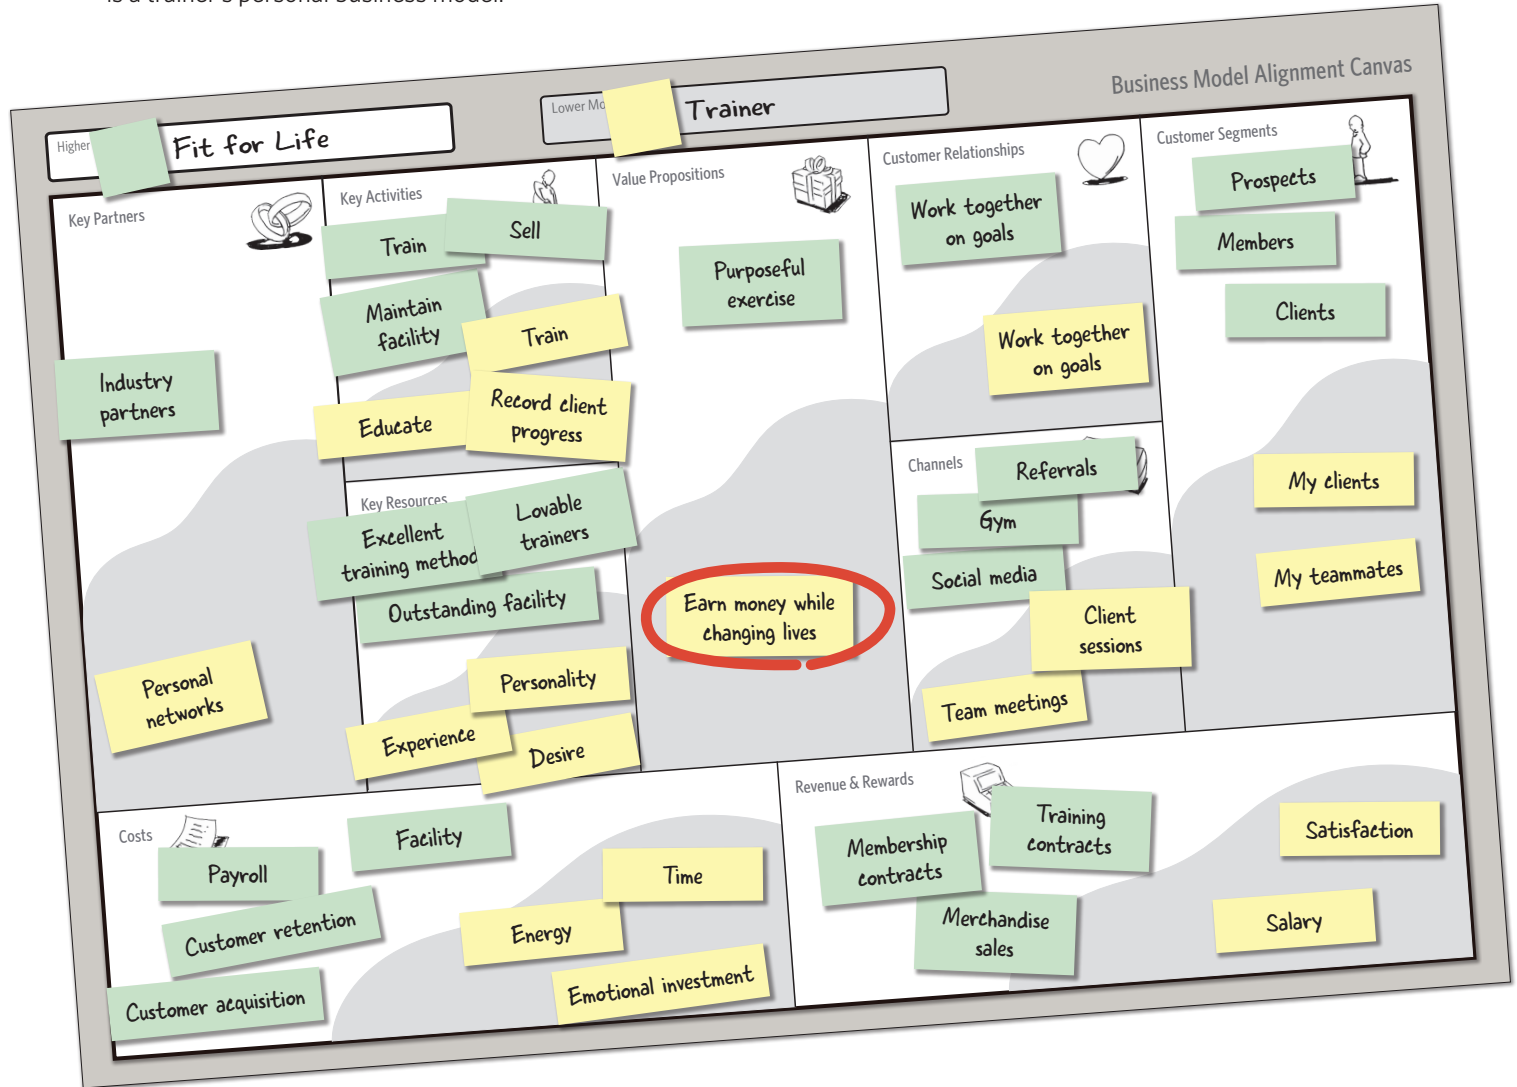 is a trainer's personal business model.
Business Model Alignment Canvas
Higher
Fit for Life
Lower Mo
Trainer
Key Partners
Industry
partners
Personal
networks
Key Activities
Train
Sell
Maintain
facility
Train
Educate
Record client
progress
Key Resources
Excellent
training method
Lovable
trainers
Outstanding facility
Personality
Experience
Desire
Value Propositions
Purposeful
exercise
Earn money while
changing lives
Customer Relationships
Work together
on goals
Work together
on goals
Channels
Referrals
Gym
Social media
Client
sessions
Team meetings
Customer Segments
Prospects
Members
Clients
My clients
My teammates
Costs
Facility
Payroll
Customer retention
Customer acquisition
Time
Energy
Emotional investment
Revenue & Rewards
Training
contracts
Membership
contracts
Merchandise
sales
Satisfaction
Salary